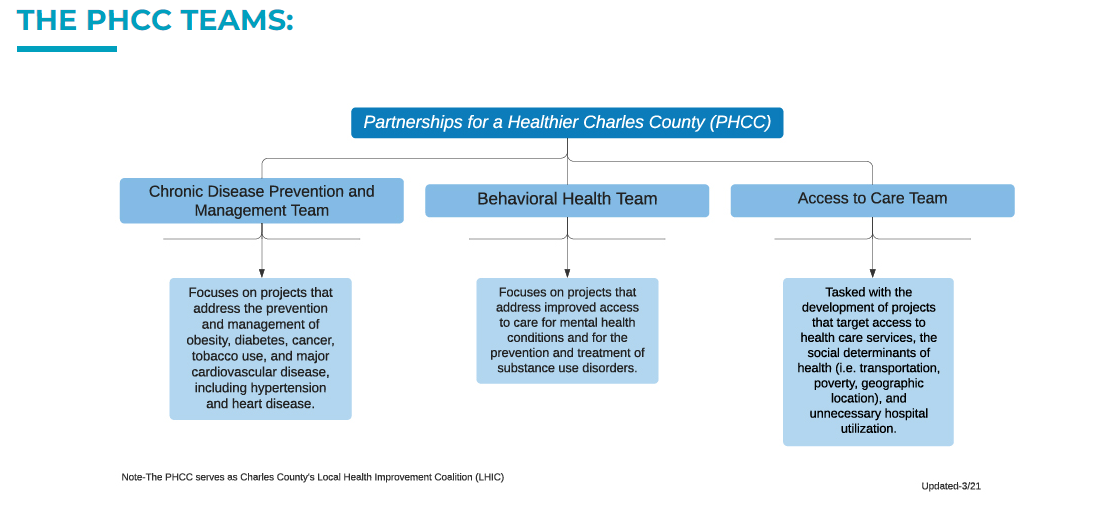 THE PHCC TEAMS:
Partnerships for a Healthier Charles County (PHCC)
Chronic Disease Prevention and
Management Team
Behavioral Health Team
Access to Care Team
Focuses on projects that
address the prevention
and management of
obesity, diabetes, cancer,
tobacco use, and major
cardiovascular disease,
including hypertension
and heart disease.
Focuses on projects that
address improved access
to care for mental health
conditions and for the
prevention and treatment of
substance use disorders.
Tasked with the
development of projects
that target access to
health care services, the
social determinants of
health (i.e. transportation,
poverty, geographic
location), and
unnecessary hospital
utilization.
Note-The PHCC serves as Charles County's Local Health Improvement Coalition (LHIC)
Updated-3/21